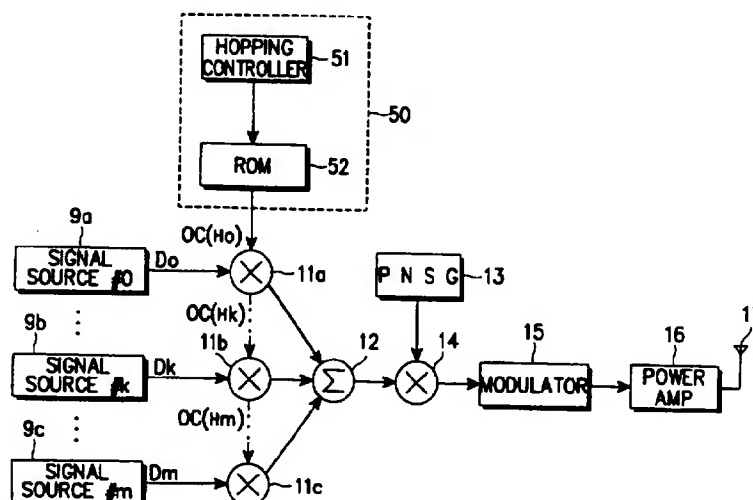 HOPPING
CONTROLLER
51
50
ROM
52
9a
SIGNAL
SOURCE #0
Do
OC(Ho)
11a
P N S G
13
9b
SIGNAL
SOURCE #k
Dk
OC(Hk)
11b
12
14
15
MODULATOR
16
POWER
AMP
Σ
OC(Hm)
9c
SIGNAL
SOURCE #m
Dm
11c